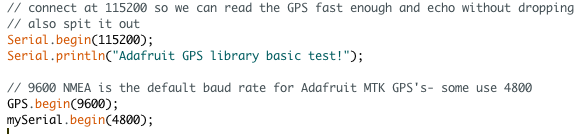 // connect at 115200 so we can read the GPS fast enough and echo without dropping
// also spit it out
Serial.begin(115200);
Serial.println("Adafruit GPS library basic test!");
// 9600 NMEA is the default baud rate for Adafruit MTK GPS's- some use 4800
GPS.begin(9600);
mySerial.begin(4800);